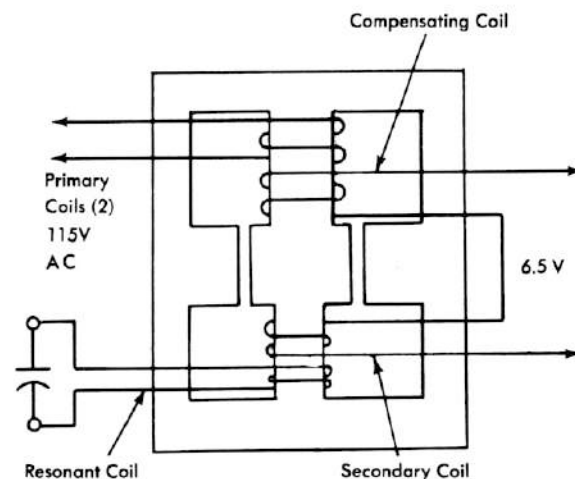 Compensating Coil
Primary
Coils (2)
115V
AC
6.5 V
Resonant Coil
Secondary Coil